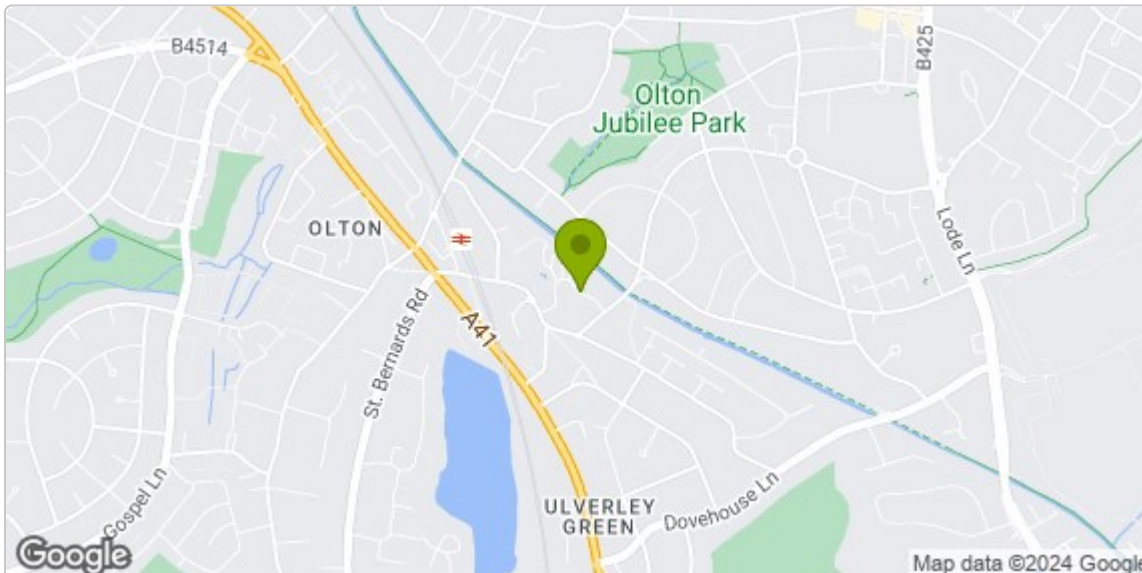 B4514
B425
Olton
Jubilee Park
OLTON
Lode Ln
St. Bernards Rd
A41
Gospel Ln
ULVERLEY
GREEN
Dovehouse Ln
Google
Map data ©2024 Google